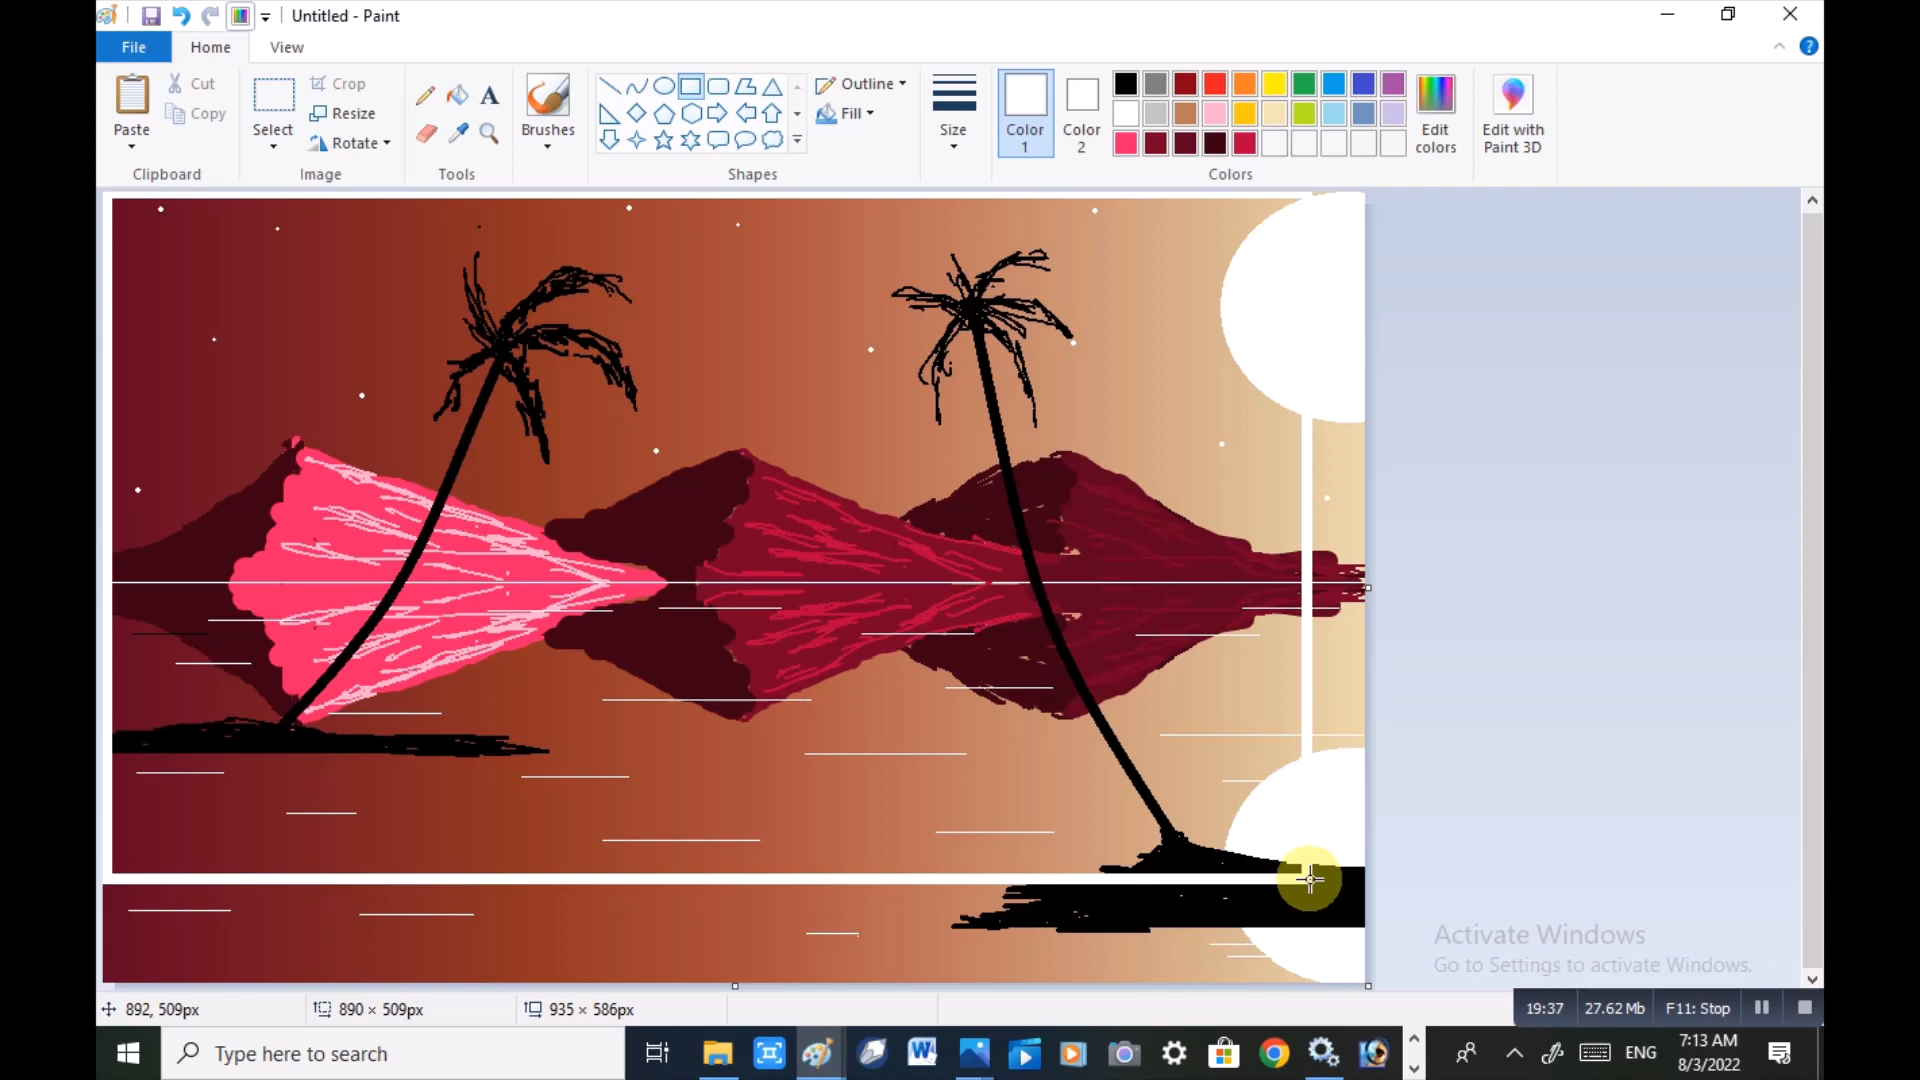 Untitled - Paint
File
Home
View
Paste
Cut
Copy
Clipboard
Select
Crop
Resize
Rotate
Image
A
Tools
Brushes
Outline
Fill
Shapes
Size
Color
1
Color
2
Edit
colors
Edit with
Paint 3D
Colors
?
Activate Windows
Go to Settings to activate Windows.
892, 509px
890 × 509px
935 × 586px
19:37
27.62 Mb
F11: Stop
Type here to search
W
ENG
7:13 AM
8/3/2022